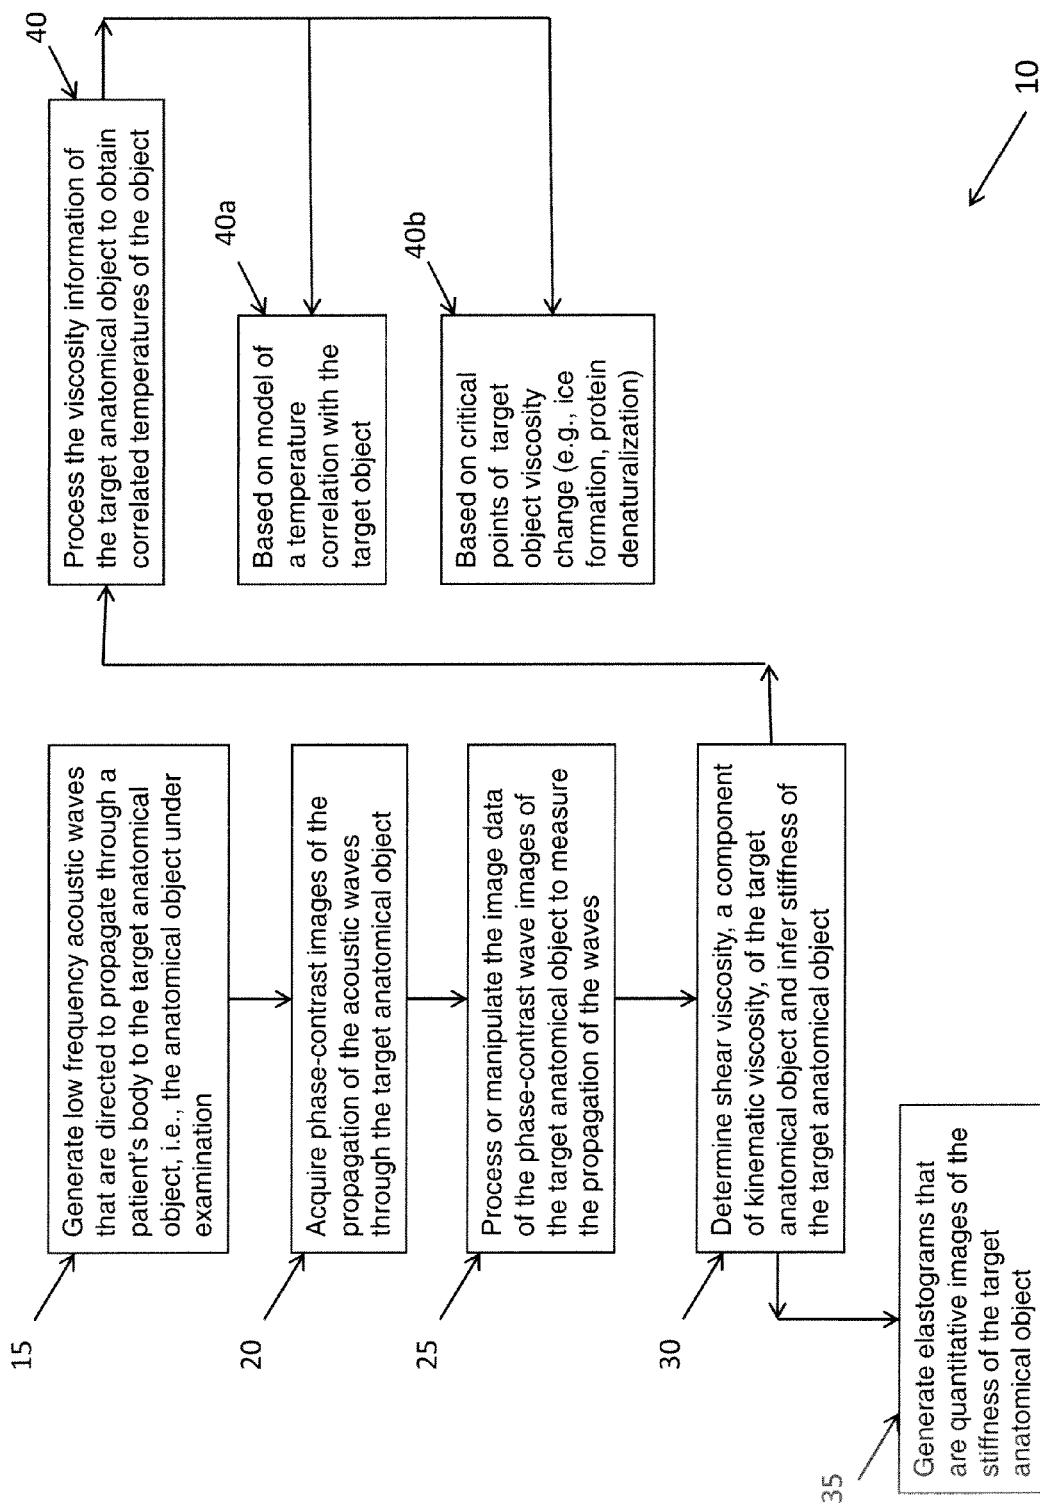 15
Generate low frequency acoustic waves
that are directed to propagate through a
patient's body to the target anatomical
object, i.e., the anatomical object under
examination
20
Acquire phase-contrast images of the
propagation of the acoustic waves
through the target anatomical object
25
Process or manipulate the image data
of the phase-contrast wave images of
the target anatomical object to measure
the propagation of the waves
30
Determine shear viscosity, a component
of kinematic viscosity, of the target
anatomical object and infer stiffness of
the target anatomical object
35
Generate elastograms that
are quantitative images of the
stiffness of the target
anatomical object
40
Process the viscosity information of
the target anatomical object to obtain
correlated temperatures of the object
40a
Based on model of
a temperature
correlation with the
target object
40b
Based on critical
points of target
object viscosity
change (e.g., ice
formation, protein
denaturalization)
10